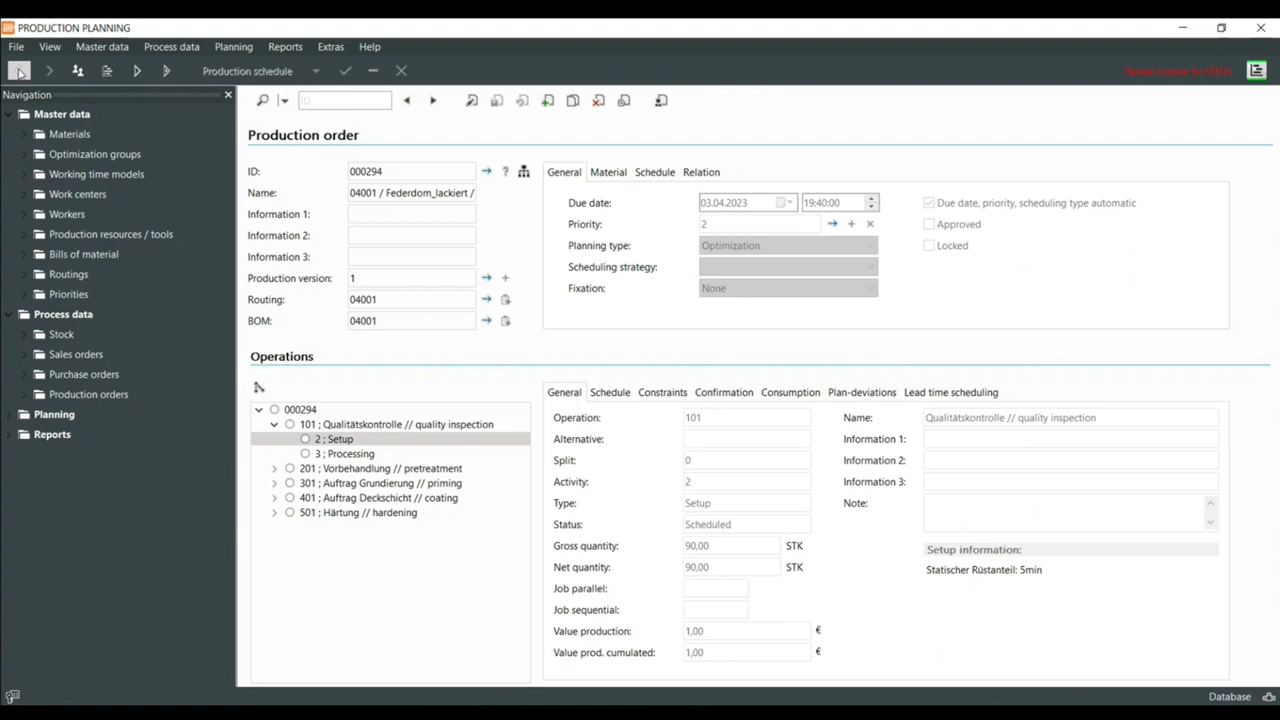 PRODUCTION PLANNING
File View Master data Process data Planning Reports Extras Help
Production schedule
Partner license for ISTOS
Navigation
Master data
Materials
Optimization groups
Working time models
Work centers
Workers
Production resources / tools
Bills of material
Routings
Priorities
Process data
Stock
Sales orders
Purchase orders
Production orders
Planning
Reports
ID
Production order
ID: 000294 ?
Name: 04001 / Federdom_lackiert /
Information 1:
Information 2:
Information 3:
Production version: 1
Routing: 04001
BOM: 04001
General Material Schedule Relation
Due date: 03.04.2023 19:40:00 Due date, priority, scheduling type automatic
Priority: 2 Approved
Planning type: Optimization Locked
Scheduling strategy:
Fixation: None
Operations
000294
101 ; Qualitätskontrolle // quality inspection
2 ; Setup
3 ; Processing
201 ; Vorbehandlung // pretreatment
301 ; Auftrag Grundierung // priming
401 ; Auftrag Deckschicht // coating
501 ; Härtung // hardening
General Schedule Constraints Confirmation Consumption Plan-deviations Lead time scheduling
Operation: 101 Name: Qualitätskontrolle // quality inspection
Alternative: Information 1:
Split: 0 Information 2:
Activity: 2 Information 3:
Type: Setup Note:
Status: Scheduled
Gross quantity: 90,00 STK Setup information:
Net quantity: 90,00 STK Statischer Rüstanteil: 5min
Job parallel:
Job sequential:
Value production: 1,00 €
Value prod. cumulated: 1,00 €
Database